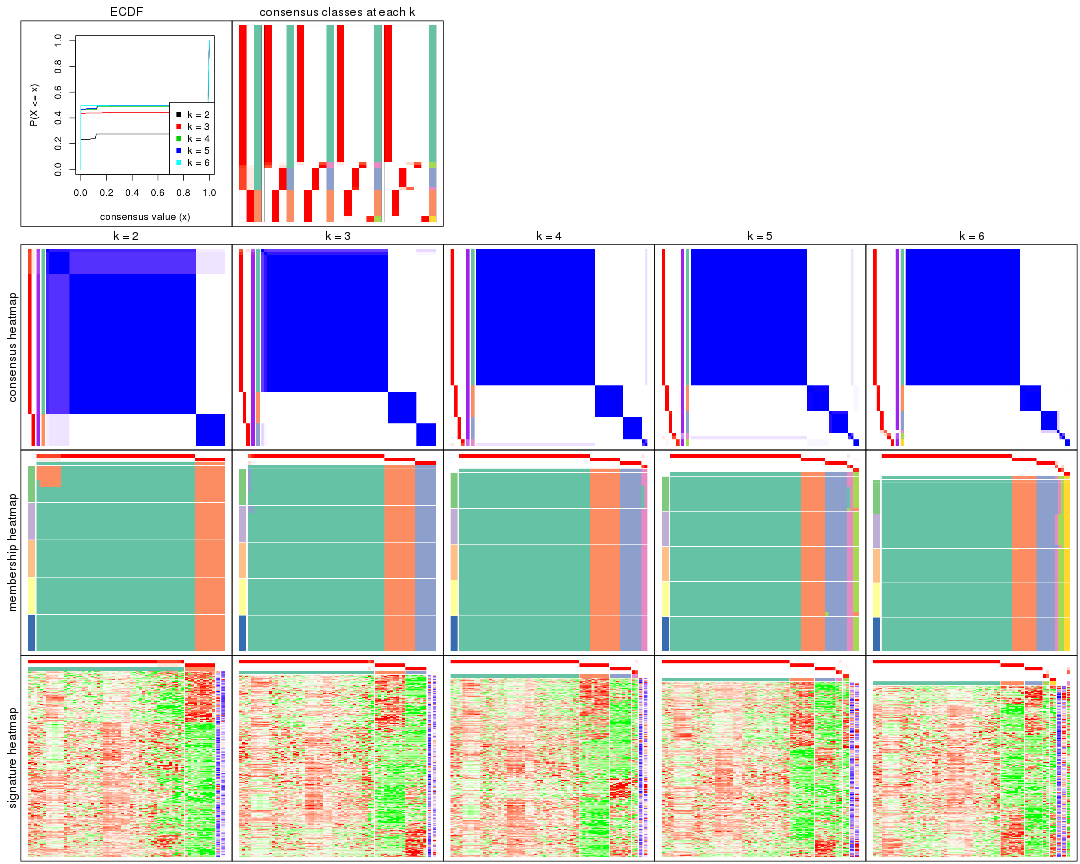 ECDF
consensus classes at each k
P(X <= x)
1.0
0.8
0.6
0.4
0.2
0.0
k = 2
k = 3
k = 4
k = 5
k = 6
0.0 0.2 0.4 0.6 0.8 1.0
consensus value (x)
k = 2
k = 3
k = 4
k = 5
k = 6
consensus heatmap
membership heatmap
signature heatmap